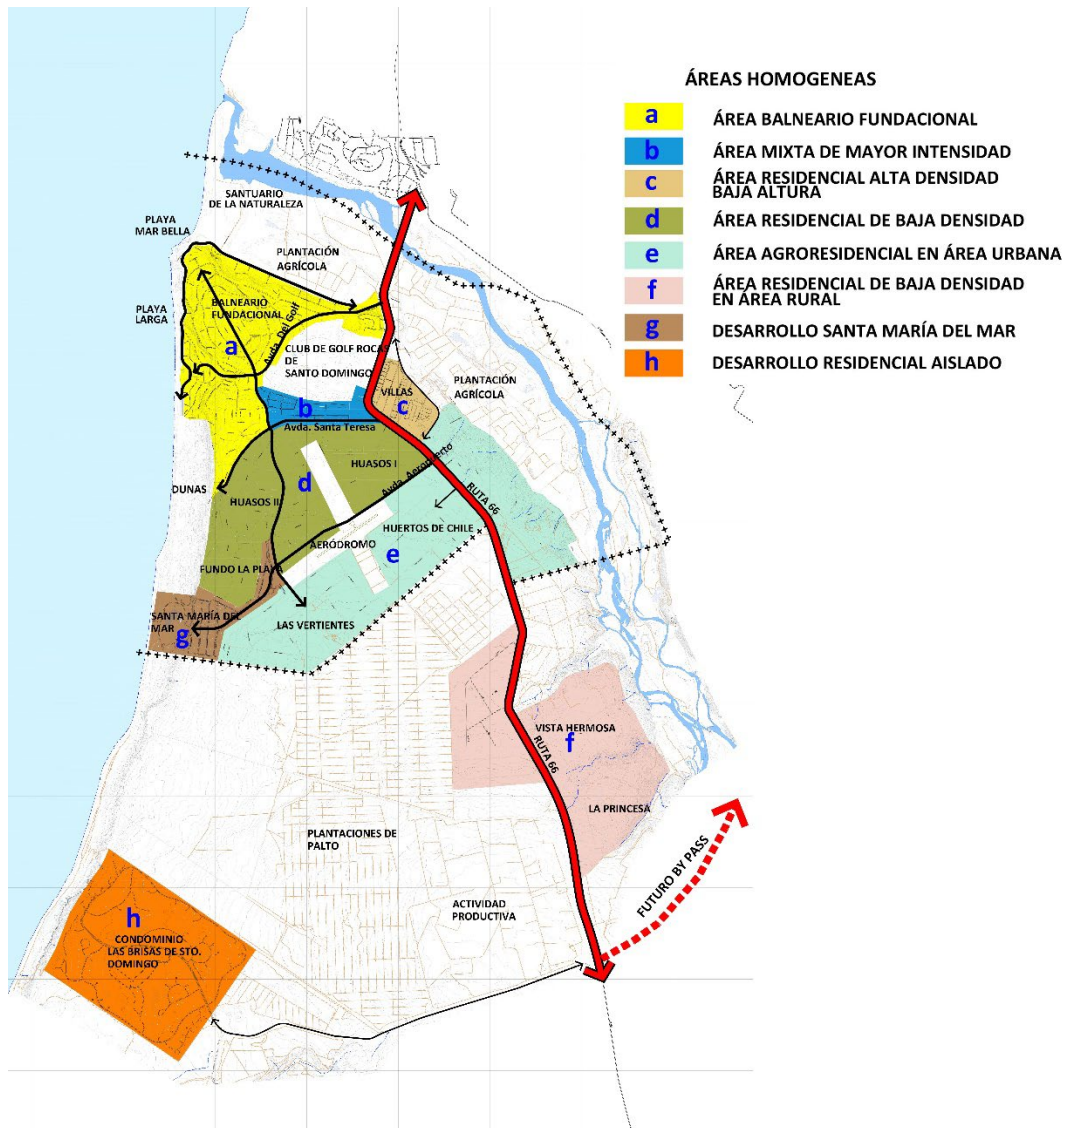 ÁREAS HOMOGENEAS
a
ÁREA BALNEARIO FUNDACIONAL
b
ÁREA MIXTA DE MAYOR INTENSIDAD
c
ÁREA RESIDENCIAL ALTA DENSIDAD
BAJA ALTURA
d
ÁREA RESIDENCIAL DE BAJA DENSIDAD
e
ÁREA AGRORESIDENCIAL EN ÁREA URBANA
f
ÁREA RESIDENCIAL DE BAJA DENSIDAD
EN ÁREA RURAL
g
DESARROLLO SANTA MARÍA DEL MAR
h
DESARROLLO RESIDENCIAL AISLADO
SANTUARIO
DE LA NATURALEZA
PLAYA
MAR BELLA
PLANTACIÓN
AGRÍCOLA
PLAYA
LARGA
BALNEARIO
FUNDACIONAL
a
Avda. Del Golf
CLUB DE GOLF ROCAS
DE
SANTO DOMINGO
VILLAS
c
PLANTACIÓN
AGRÍCOLA
b
Avda. Santa Teresa
HUASOS I
Avda. Aeropuerto
d
DUNAS
HUASOS II
RUTA 66
HUERTOS DE CHILE
AERÓDROMO
e
FUNDO LA PLAYA
SANTA MARÍA DEL
MAR
g
LAS VERTIENTES
VISTA HERMOSA
f
RUTA 66
LA PRINCESA
PLANTACIONES DE
PALTO
FUTURO BY PASS
ACTIVIDAD
PRODUCTIVA
h
CONDOMINIO
LAS BRISAS DE STO.
DOMINGO